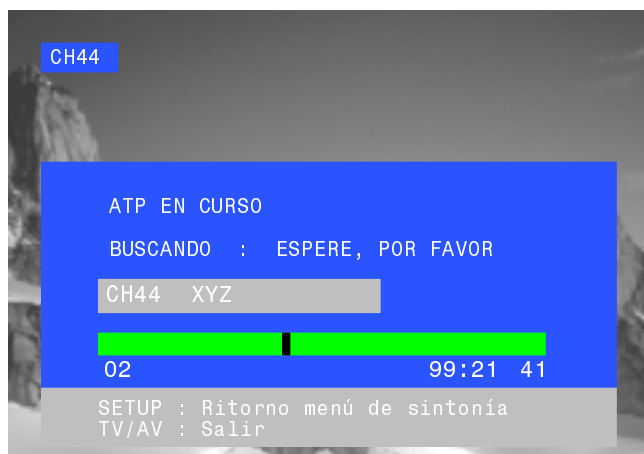 CH44
ATP EN CURSO
BUSCANDO : ESPERE, POR FAVOR
CH44 XYZ
02 99:21 41
SETUP : Ritorno menú de sintonía
TV/AV : Salir